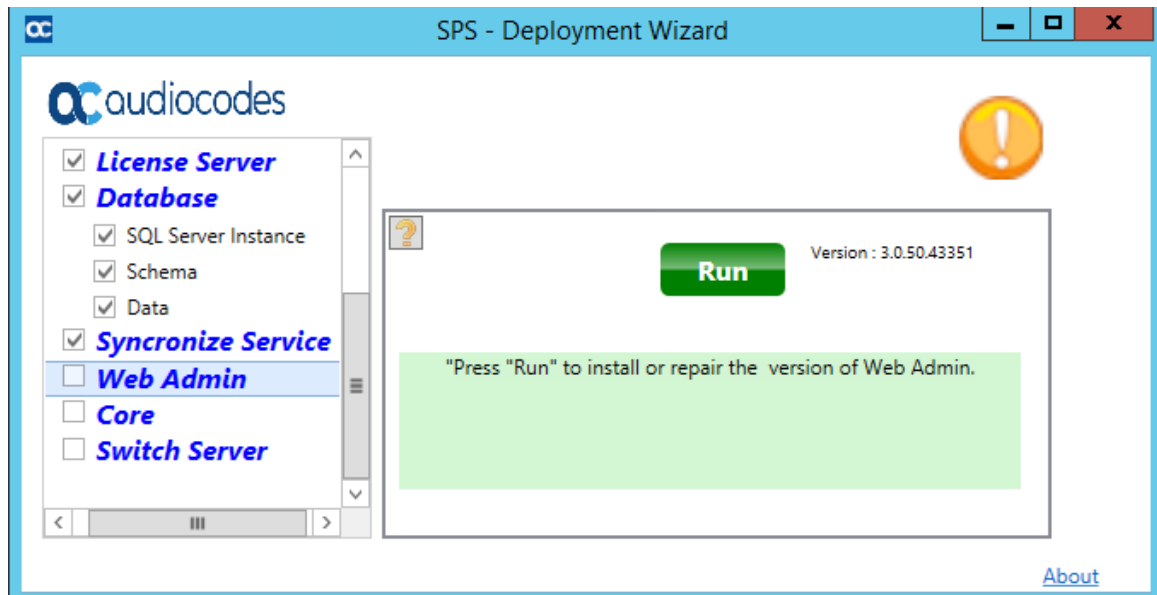 SPS - Deployment Wizard
audiocodes
License Server
Database
SQL Server Instance
Schema
Data
Syncronize Service
Web Admin
Core
Switch Server
Run
Version : 3.0.50.43351
"Press "Run" to install or repair the  version of Web Admin.
About